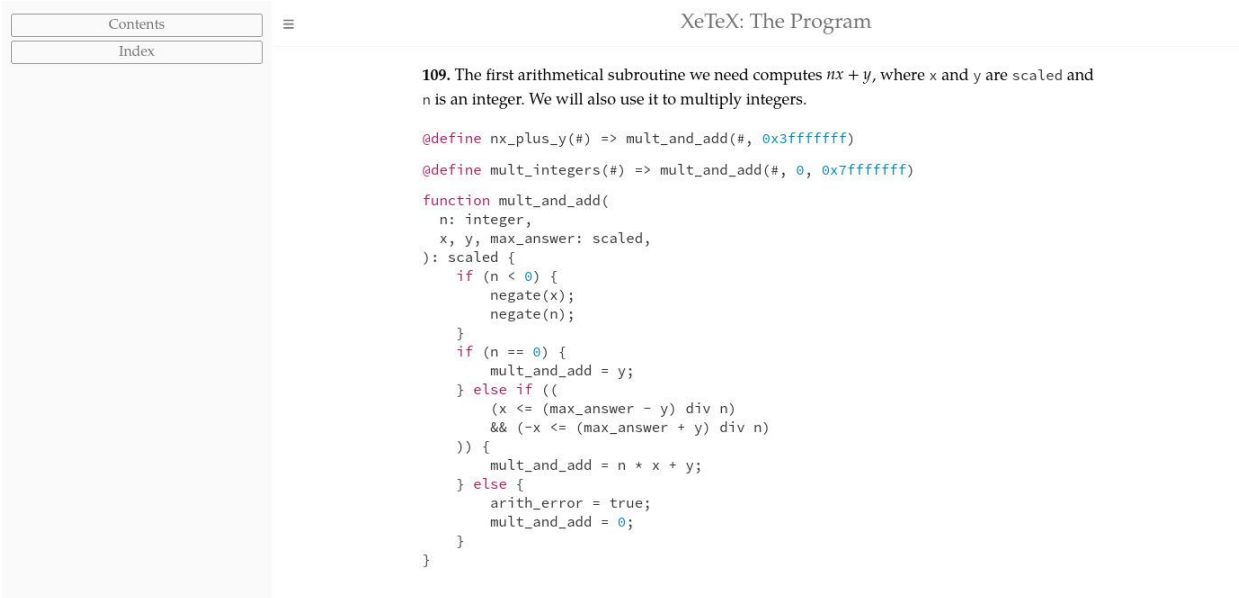 Contents
Index
☰
XeTeX: The Program
109. The first arithmetical subroutine we need computes nx + y, where x and y are scaled and
n is an integer. We will also use it to multiply integers.
@define nx_plus_y(#) => mult_and_add(#, 0x3fffffff)
@define mult_integers(#) => mult_and_add(#, 0, 0x7fffffff)
function mult_and_add(
  n: integer,
  x, y, max_answer: scaled,
): scaled {
    if (n < 0) {
        negate(x);
        negate(n);
    }
    if (n == 0) {
        mult_and_add = y;
    } else if ((
        (x <= (max_answer - y) div n)
        && (-x <= (max_answer + y) div n)
    )) {
        mult_and_add = n * x + y;
    } else {
        arith_error = true;
        mult_and_add = 0;
    }
}